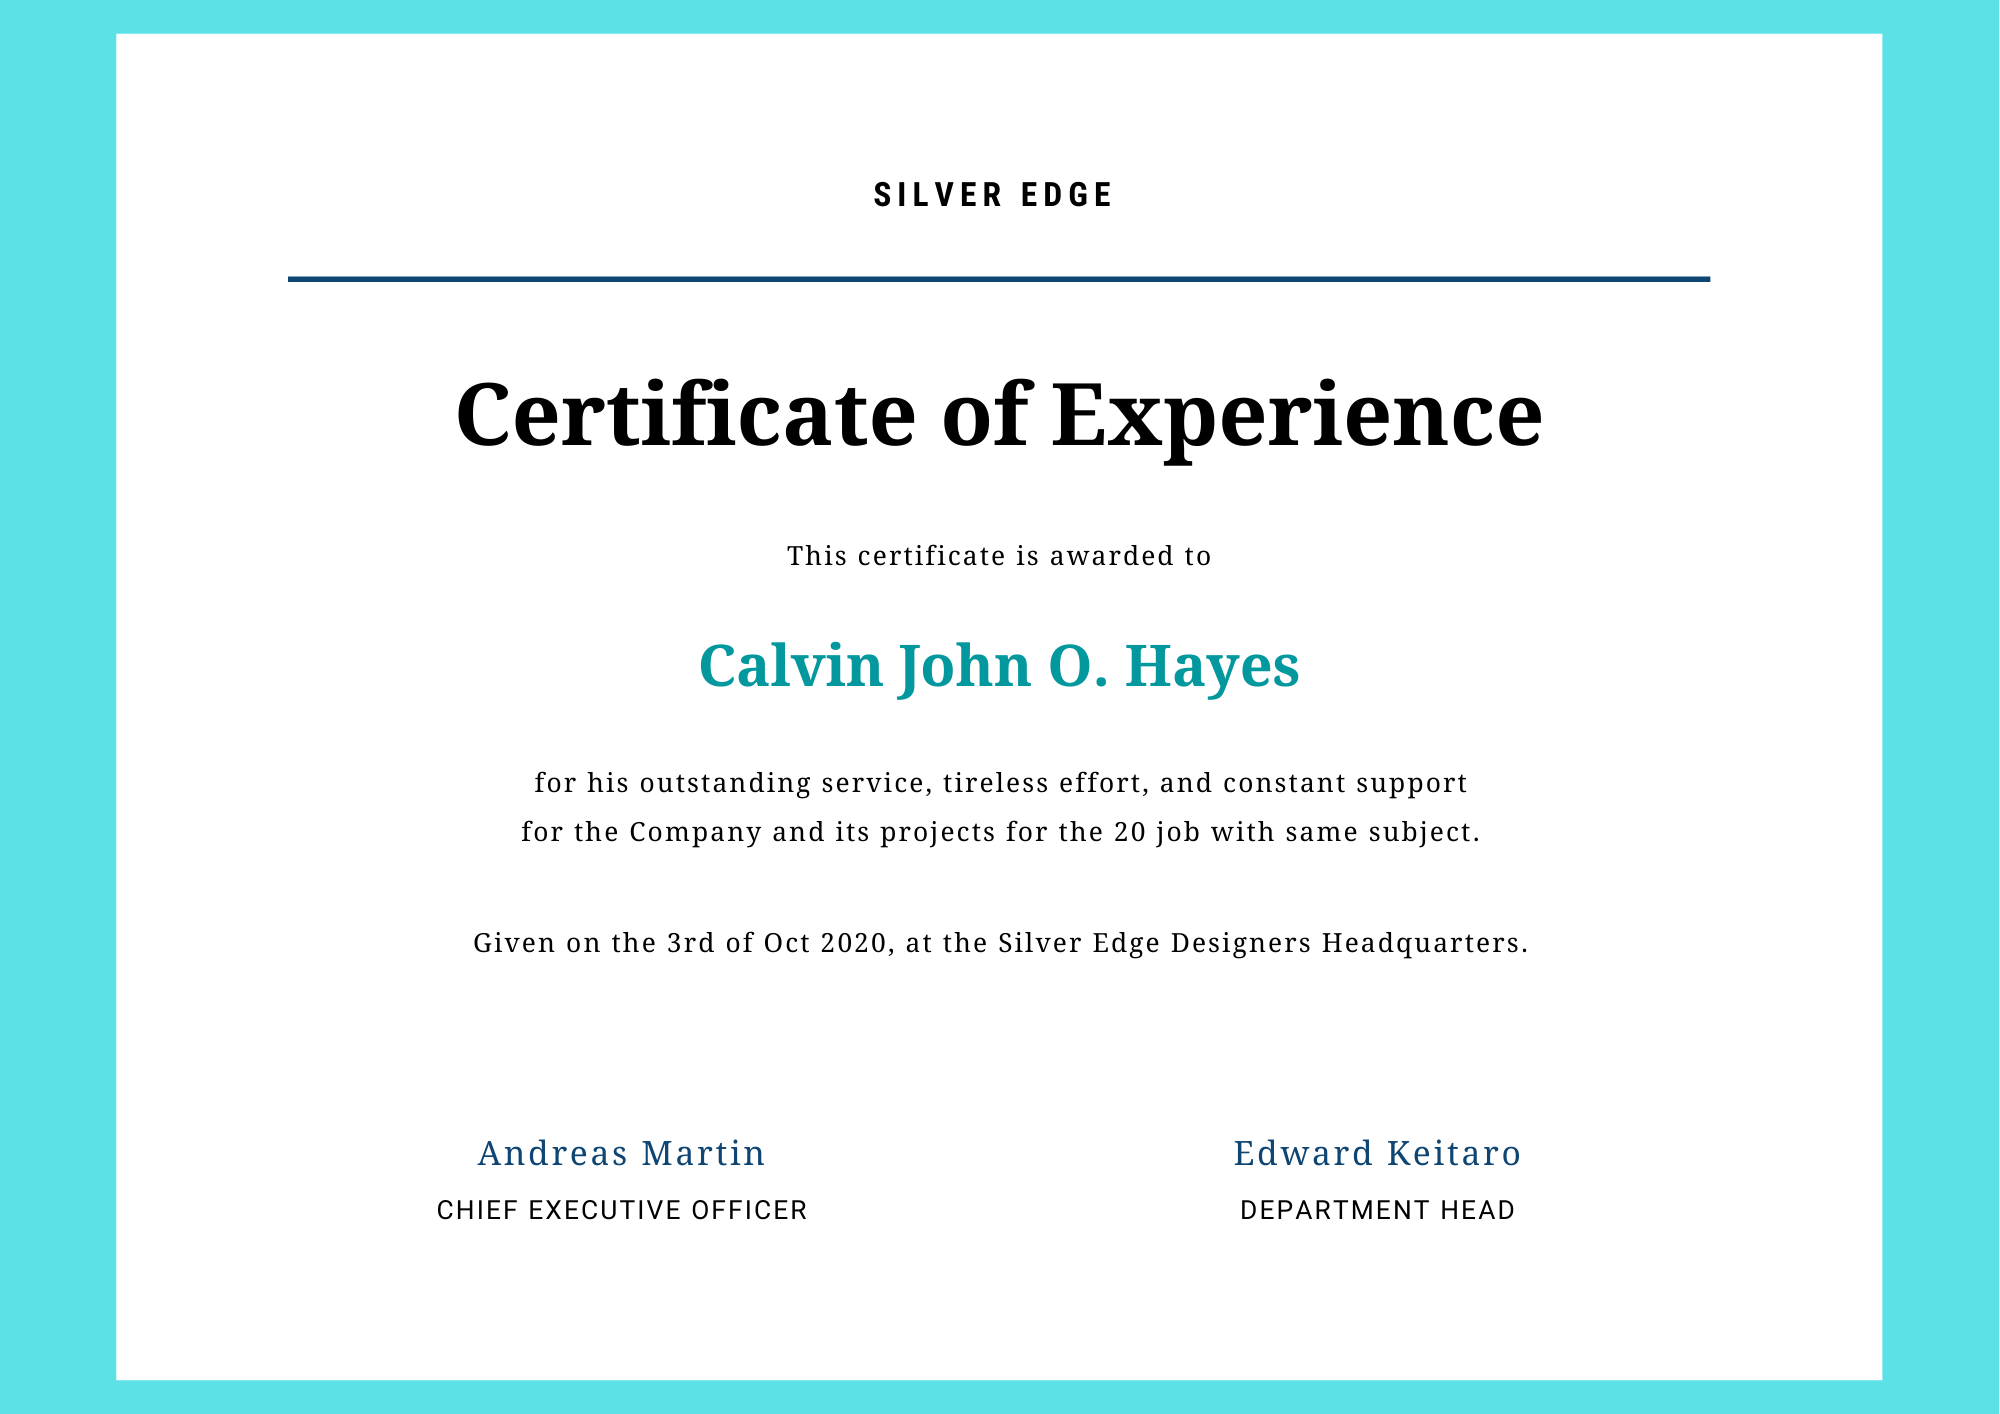 SILVER EDGE
Certificate of Experience
This certificate is awarded to
Calvin John O. Hayes
for his outstanding service, tireless effort, and constant support
for the Company and its projects for the 20 job with same subject.
Given on the 3rd of Oct 2020, at the Silver Edge Designers Headquarters.
Andreas Martin
CHIEF EXECUTIVE OFFICER
Edward Keitaro
DEPARTMENT HEAD